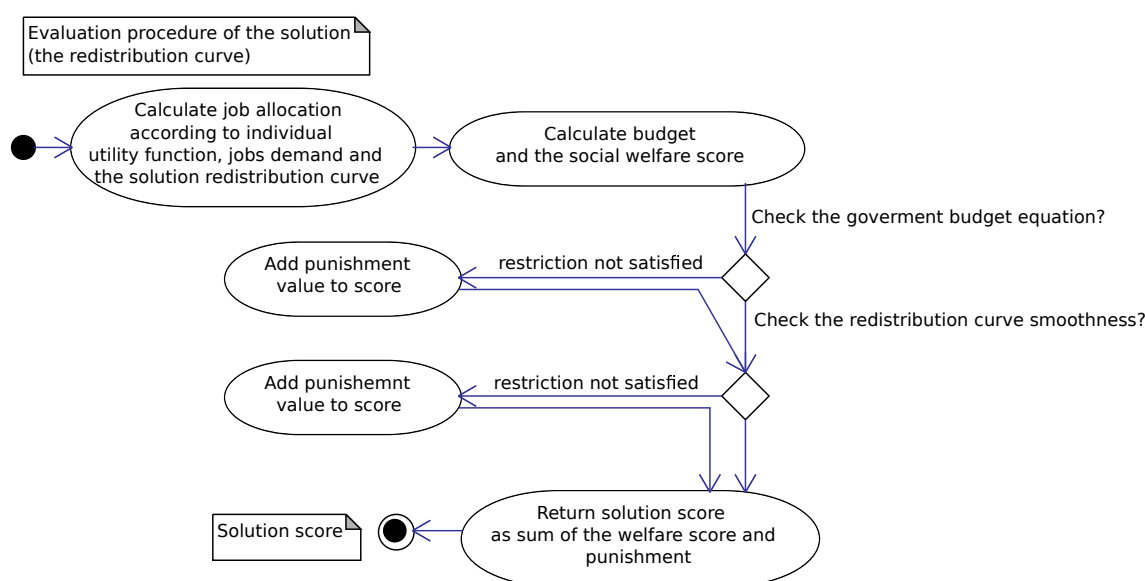 Evaluation procedure of the solution
(the redistribution curve)
Calculate job allocation
according to individual
utility function, jobs demand and
the solution redistribution curve
Calculate budget
and the social welfare score
Check the goverment budget equation?
restriction not satisfied
Add punishment
value to score
Check the redistribution curve smoothness?
restriction not satisfied
Add punishemnt
value to score
Return solution score
as sum of the welfare score and
punishment
Solution score